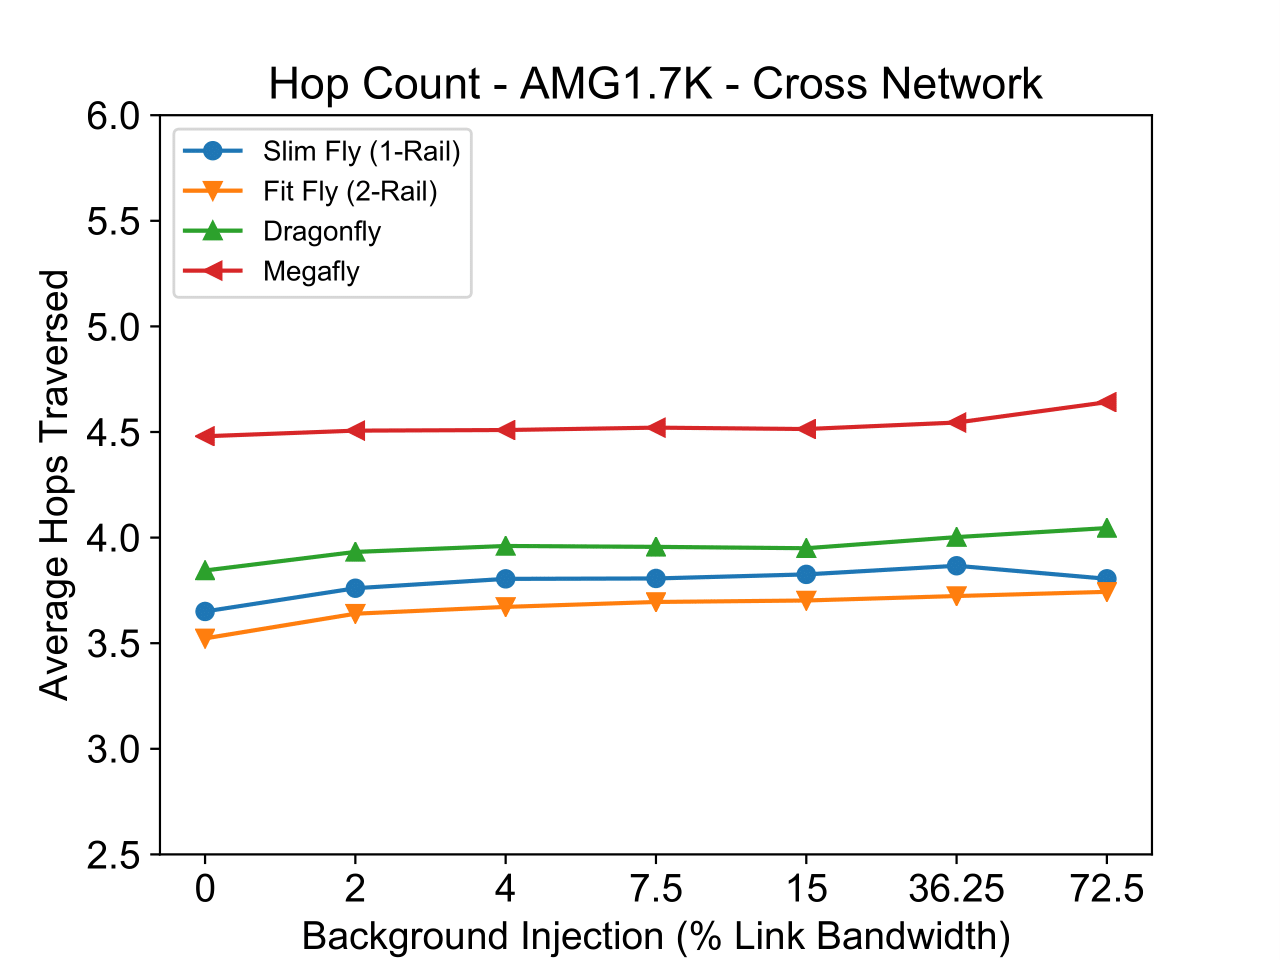 Hop Count - AMG1.7K - Cross Network
6.0
5.5
5.0
4.5
4.0
3.5
3.0
2.5
Average Hops Traversed
Slim Fly (1-Rail)
Fit Fly (2-Rail)
Dragonfly
Megafly
0 2 4 7.5 15 36.25 72.5
Background Injection (% Link Bandwidth)